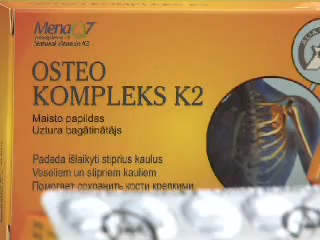 MenaQ7
Natural Vitamin K2
OSTEO
KOMPLEKS K2
Maisto papildas
Uztura bagātinātājs
Padeda išlaikyti stiprius kaulus
Veseliem un stipriem kauliem
Помогает сохранить кости крепкими